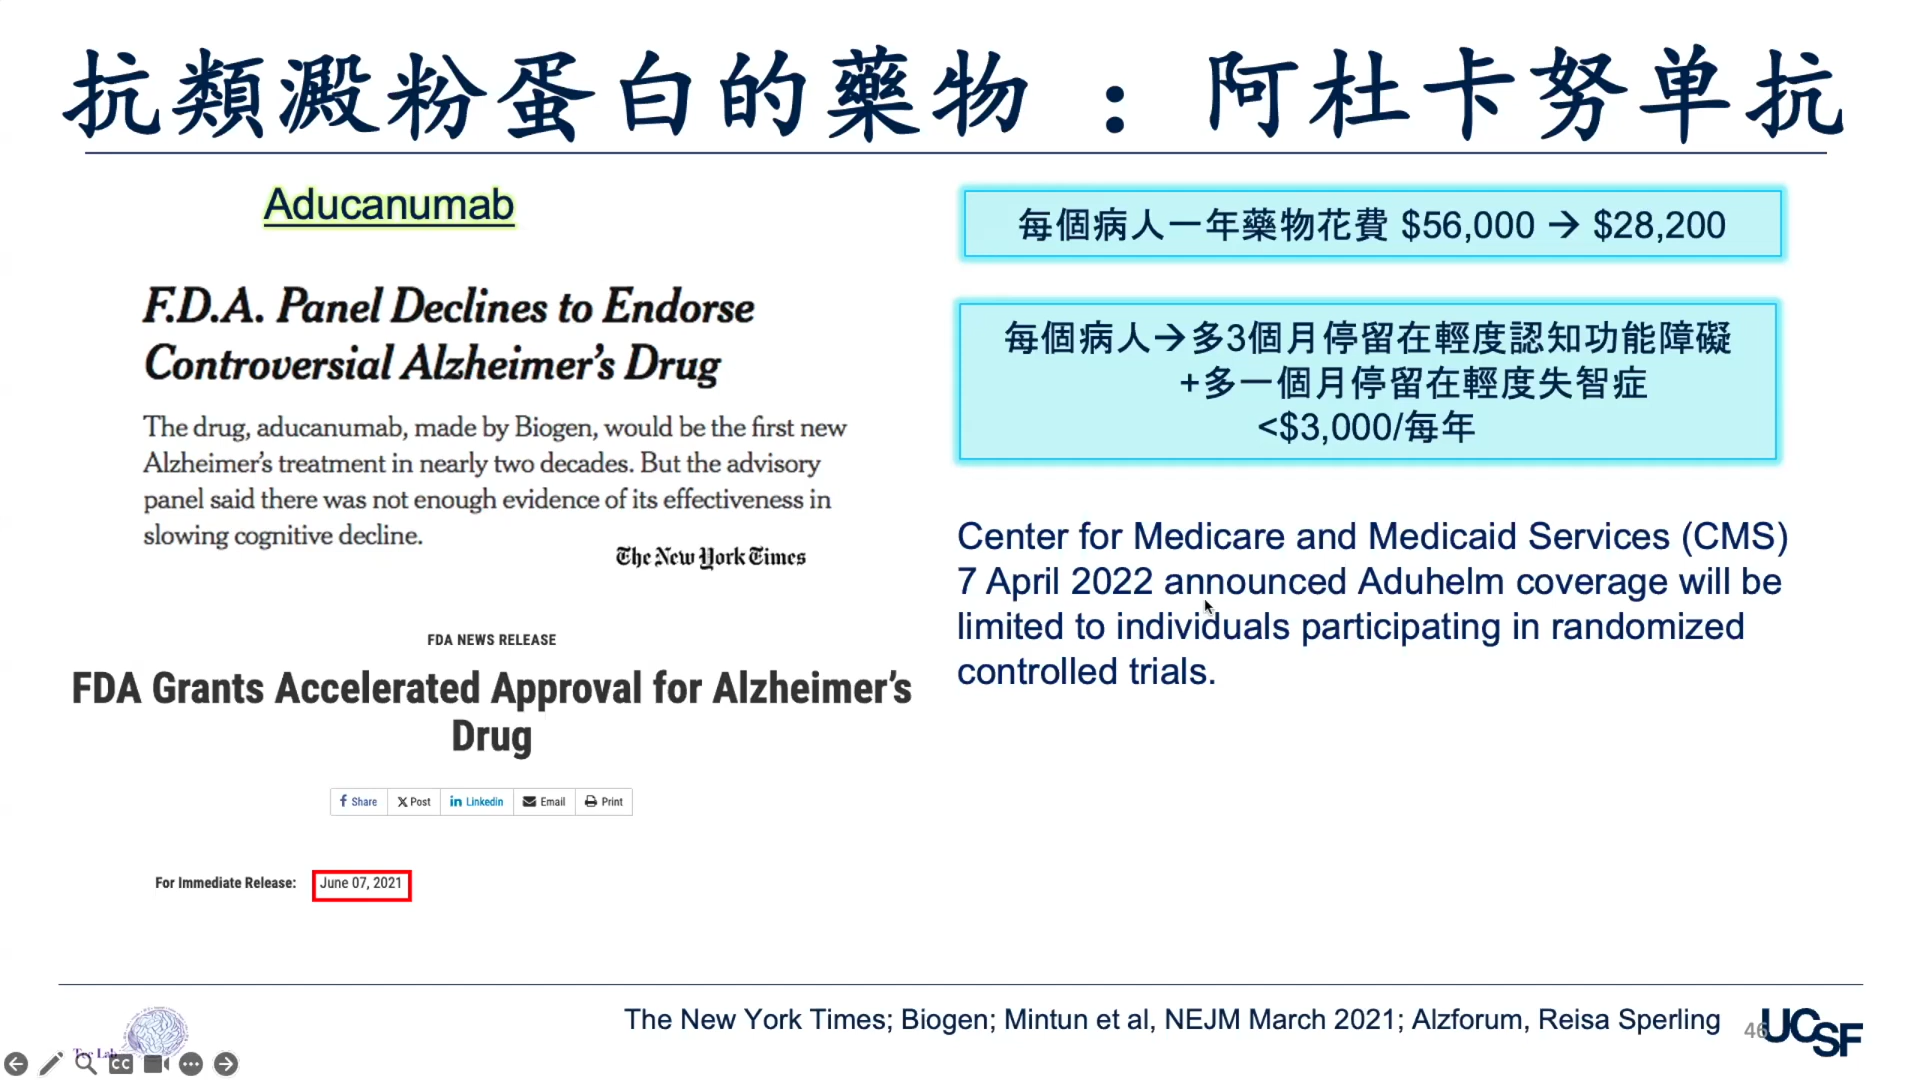 抗類澱粉蛋白的藥物 : 阿杜卡努单抗
Aducanumab
F.D.A. Panel Declines to Endorse
Controversial Alzheimer's Drug
The drug, aducanumab, made by Biogen, would be the first new
Alzheimer's treatment in nearly two decades. But the advisory
panel said there was not enough evidence of its effectiveness in
slowing cognitive decline.
The New York Times
FDA NEWS RELEASE
FDA Grants Accelerated Approval for Alzheimer's
Drug
Share Post Linkedin Email Print
For Immediate Release: June 07, 2021
每個病人一年藥物花費 $56,000 → $28,200
每個病人→多3個月停留在輕度認知功能障礙
+多一個月停留在輕度失智症
<$3,000/每年
Center for Medicare and Medicaid Services (CMS)
7 April 2022 announced Aduhelm coverage will be
limited to individuals participating in randomized
controlled trials.
The New York Times; Biogen; Mintun et al, NEJM March 2021; Alzforum, Reisa Sperling
46
UCSF
Lab
CC